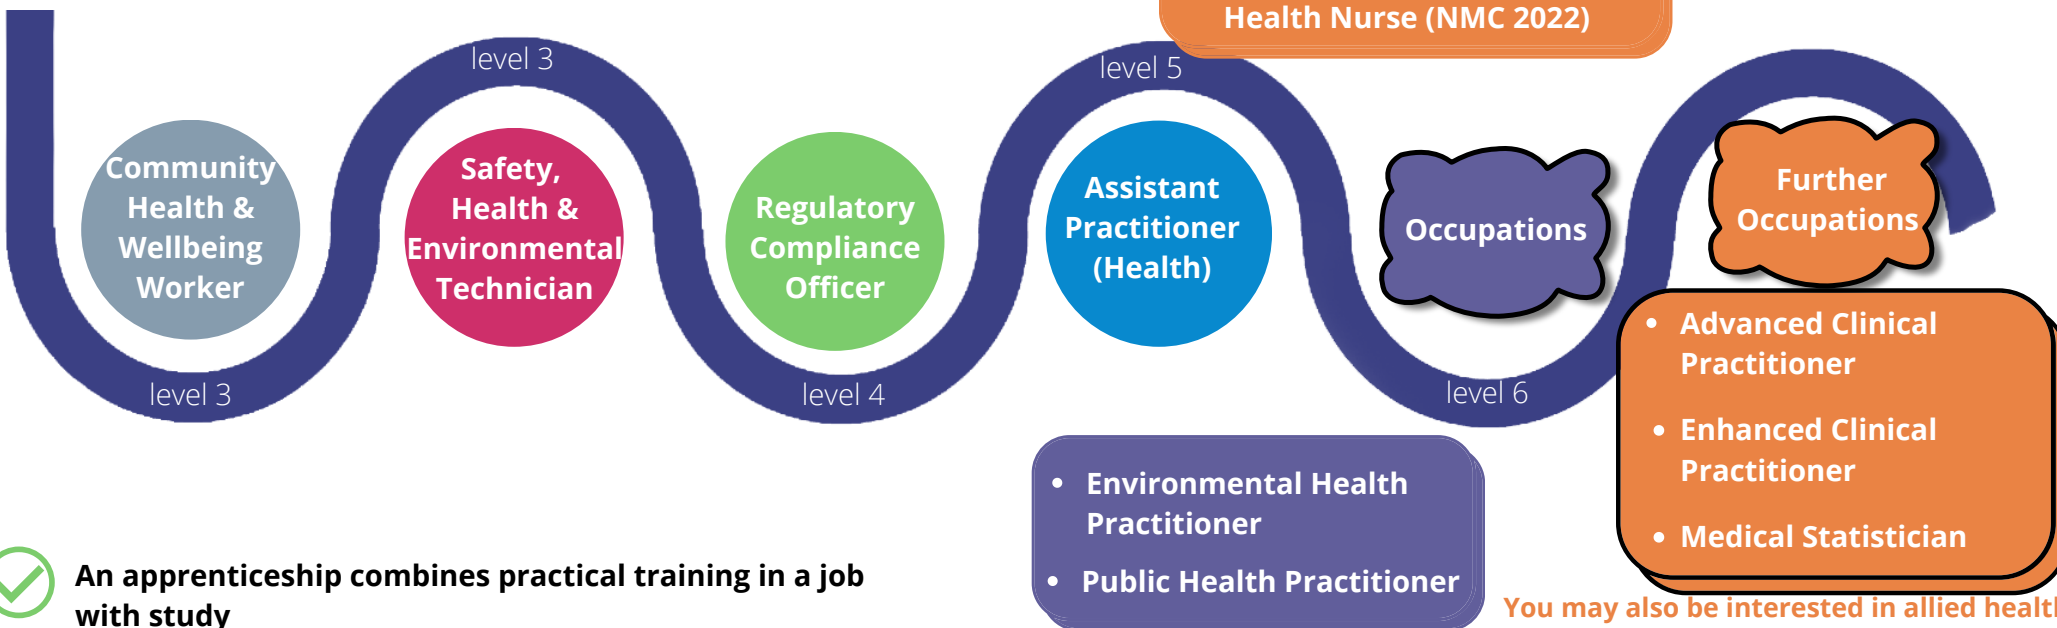 Health Nurse (NMC 2022)
level 3
level 3
level 4
level 5
level 6
Community
Health &
Wellbeing
Worker
Safety,
Health &
Environmental
Technician
Regulatory
Compliance
Officer
Assistant
Practitioner
(Health)
Occupations
Further
Occupations
• Advanced Clinical
Practitioner
• Enhanced Clinical
Practitioner
• Medical Statistician
• Environmental Health
Practitioner
• Public Health Practitioner
An apprenticeship combines practical training in a job
with study
You may also be interested in allied health